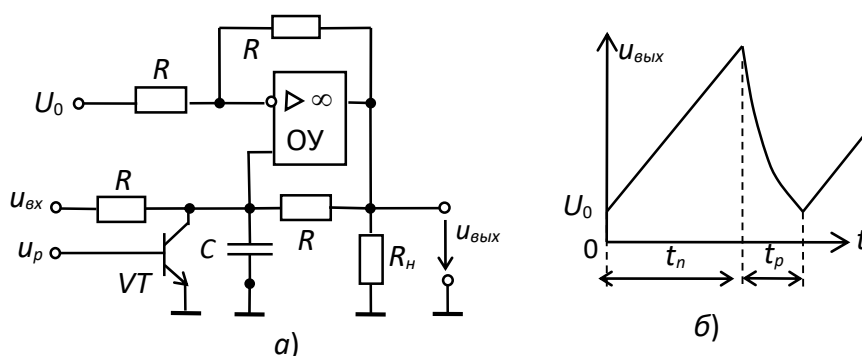 R
R
U₀
▷ ∞
ОУ
uвх
R
R
uр
VT
C
Rн
uвых
а)
uвых
U₀
0
t
tп
tр
б)